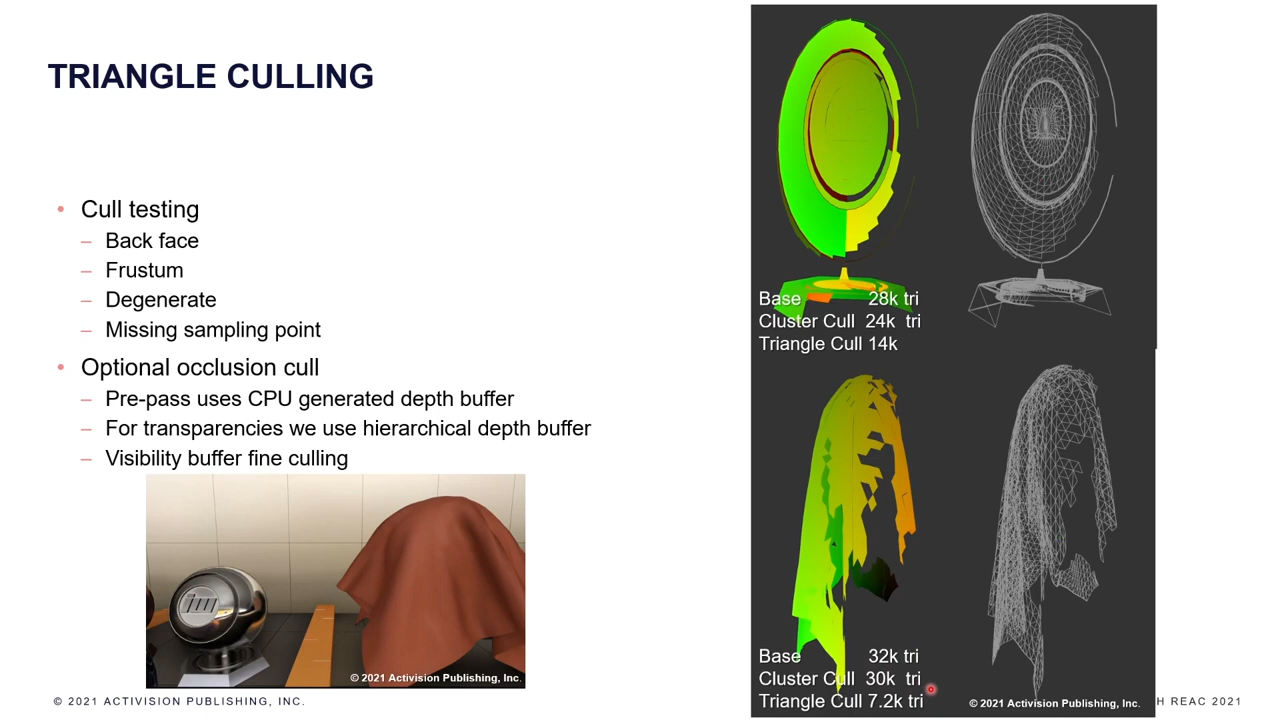 TRIANGLE CULLING
• Cull testing
– Back face
– Frustum
– Degenerate
– Missing sampling point
• Optional occlusion cull
– Pre-pass uses CPU generated depth buffer
– For transparencies we use hierarchical depth buffer
– Visibility buffer fine culling
© 2021 Activision Publishing, Inc.
© 2021 ACTIVISION PUBLISHING, INC.
Base 28k tri
Cluster Cull 24k tri
Triangle Cull 14k
Base 32k tri
Cluster Cull 30k tri
Triangle Cull 7.2k tri
© 2021 Activision Publishing, Inc.
H REAC 2021